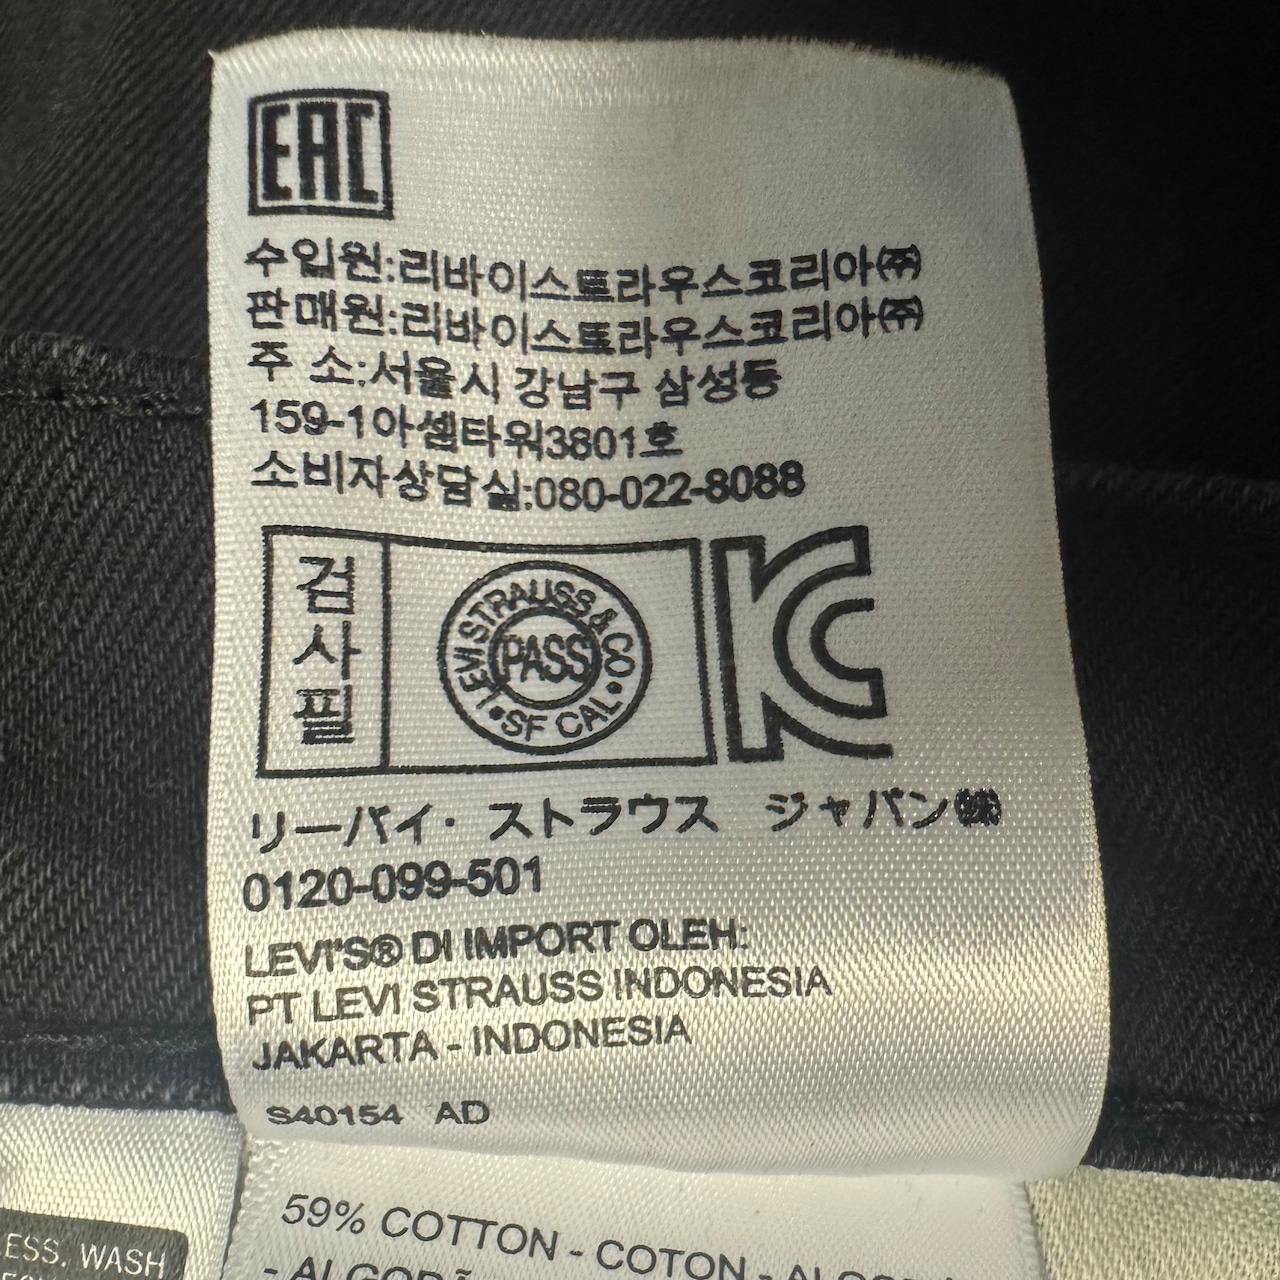 EAC
수입원:리바이스트라우스코리아㈜
판매원:리바이스트라우스코리아㈜
주 소:서울시 강남구 삼성동
159-1아셈타워3801호
소비자상담실:080-022-8088
검사필
LEVI STRAUSS & CO
PASS
SF CAL
KC
リーバイ・ストラウス ジャパン㈱
0120-099-501
LEVI'S® DI IMPORT OLEH:
PT LEVI STRAUSS INDONESIA
JAKARTA - INDONESIA
S40154 AD
59% COTTON - COTON -
WASH